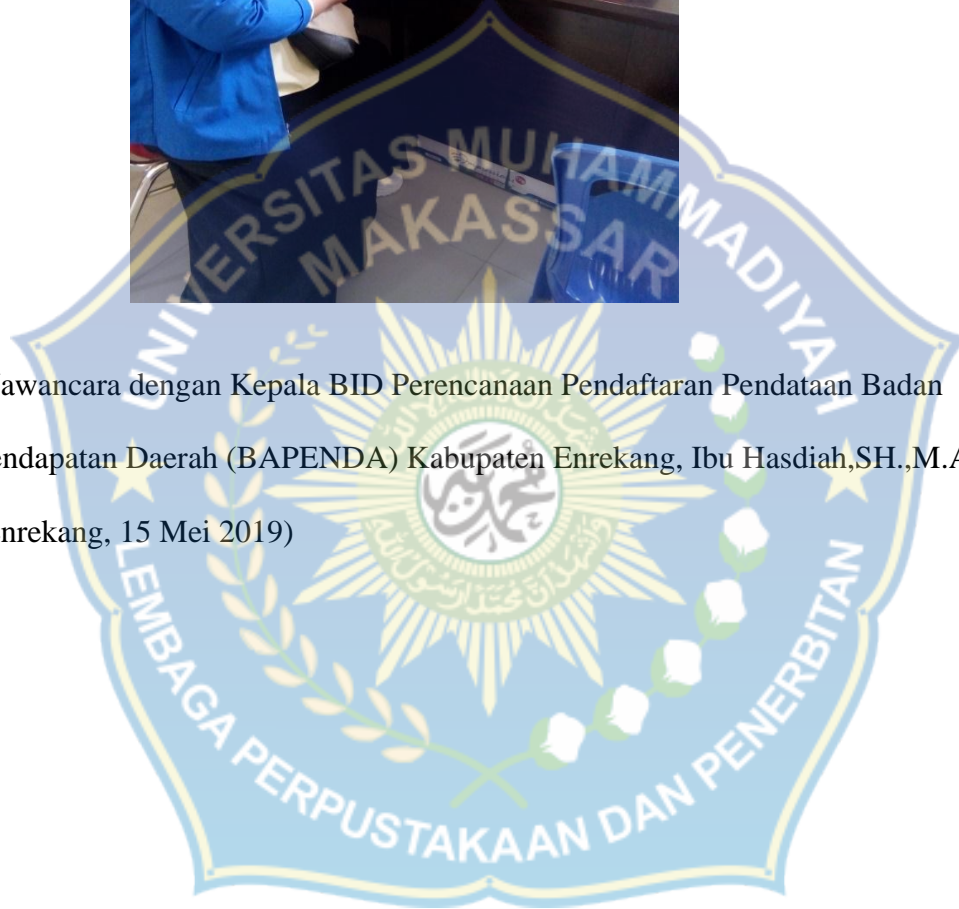 UNIVERSITAS MUHAMMADIYAH
MAKASSAR
awancara dengan Kepala BID Perencanaan Pendaftaran Pendataan Badan
endapatan Daerah (BAPENDA) Kabupaten Enrekang, Ibu Hasdiah,SH.,M.A
nrekang, 15 Mei 2019)
LEMBAGA PERPUSTAKAAN DAN PENERBITAN